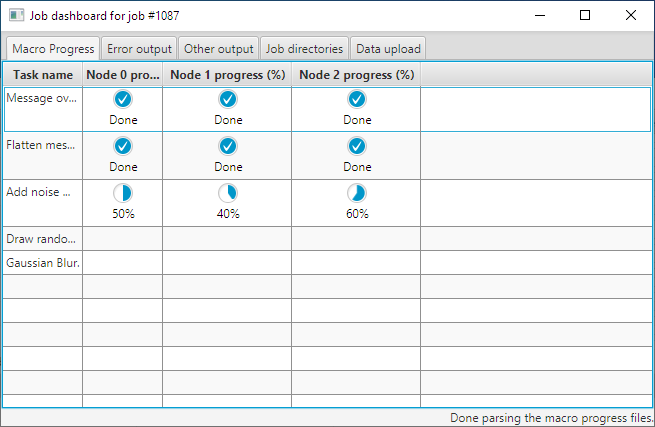 Job dashboard for job #1087
Macro Progress Error output Other output Job directories Data upload
Task name Node 0 pro... Node 1 progress (%) Node 2 progress (%)
Message ov... Done Done Done
Flatten mes... Done Done Done
Add noise ... 50% 40% 60%
Draw rando...
Gaussian Blur.
Done parsing the macro progress files.